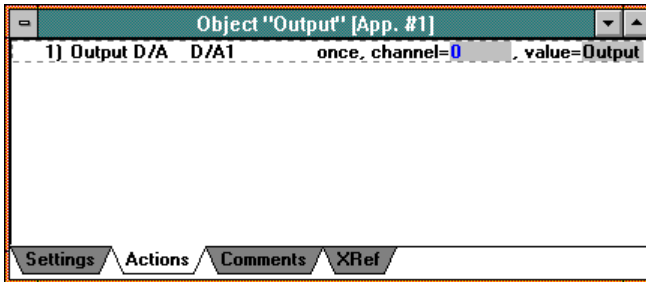 Object "Output" [App. #1]
1) Output D/A D/A1 once, channel=0 , value=Output
Settings Actions Comments XRef